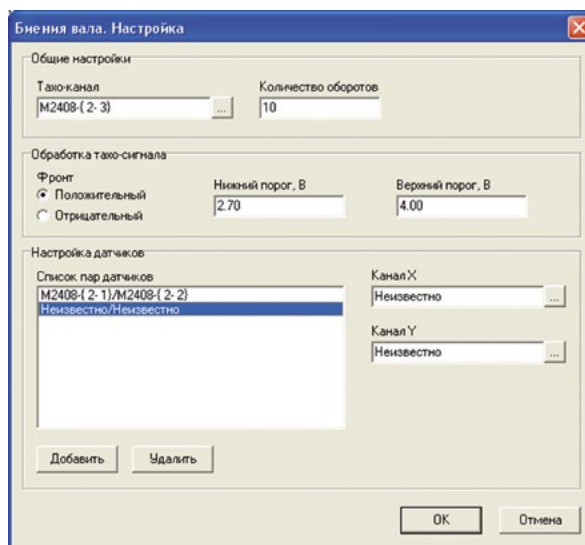 Биения вала. Настройка
Общие настройки
Тахо-канал
Количество оборотов
M2408-{ 2- 3}
...
10
Обработка тахо-сигнала
Фронт
Положительный
Отрицательный
Нижний порог, В
2.70
Верхний порог, В
4.00
Настройка датчиков
Список пар датчиков
M2408-{ 2- 1}/M2408-{ 2- 2}
Неизвестно/Неизвестно
Канал X
Неизвестно
...
Канал Y
Неизвестно
...
Добавить
Удалить
OK
Отмена